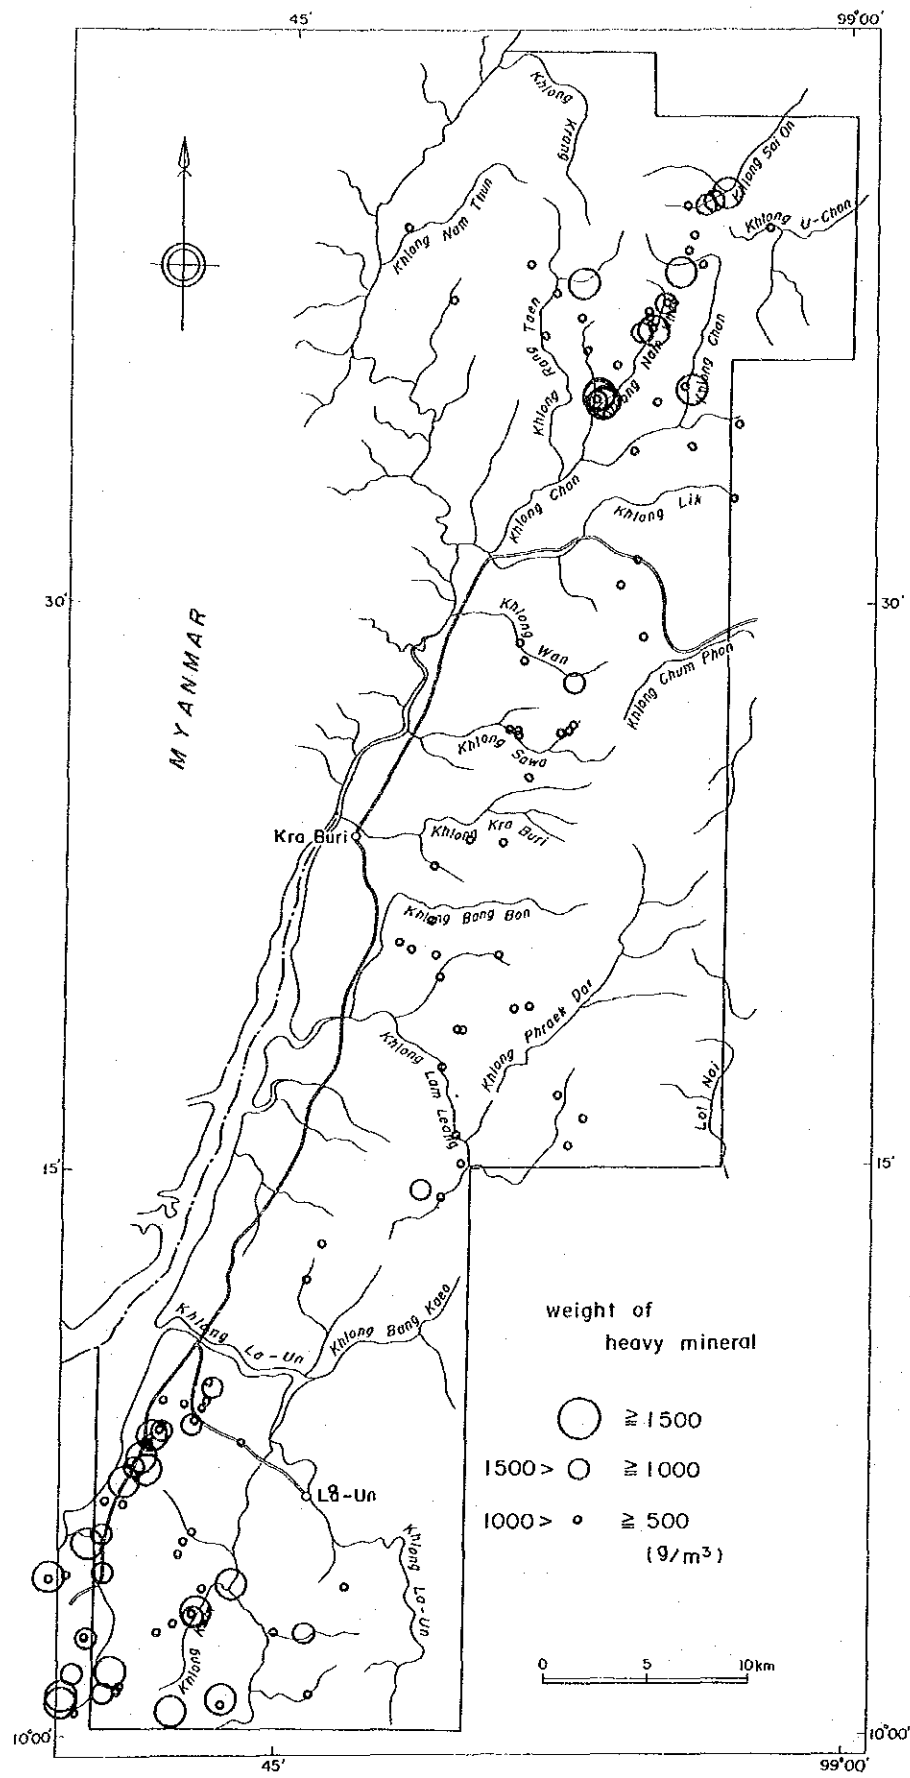 45'
99°00'
Khlong
Krang
Khlong Sai On
Khlong U-Chan
Khlong Nam Thun
Khlong Rang Taen
Khlong Chan
Khlong Chan
Khlong Lik
30'
30'
MYANMAR
Khlong
Wan
Khlong Chum Phon
Khlong Sawa
Kra Buri
Khlong Kra Buri
Khlong Bang Bon
Khlong Phraek Dat
Khlong Lam Leang
Lot Noi
15'
15'
Khlong La-Un
Khlong Bang Kaeo
weight of
heavy mineral
≧ 1500
1500 > ≧ 1000
1000 > ≧ 500
(g/m³)
La-Un
Khlong La-Un
Khlong
0 5 10km
10°00'
10°00'
45'
99°00'